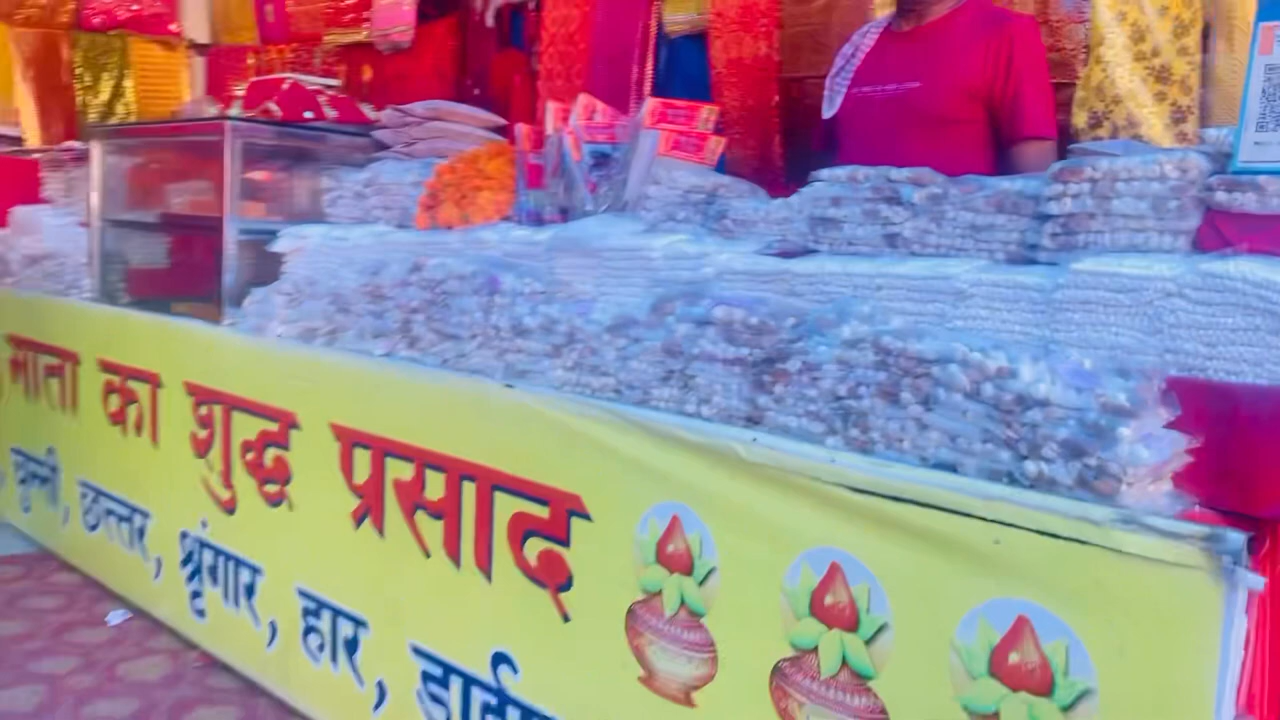 माता का शुद्ध प्रसाद
चुन्नी, छत्तर, श्रृंगार, हार,